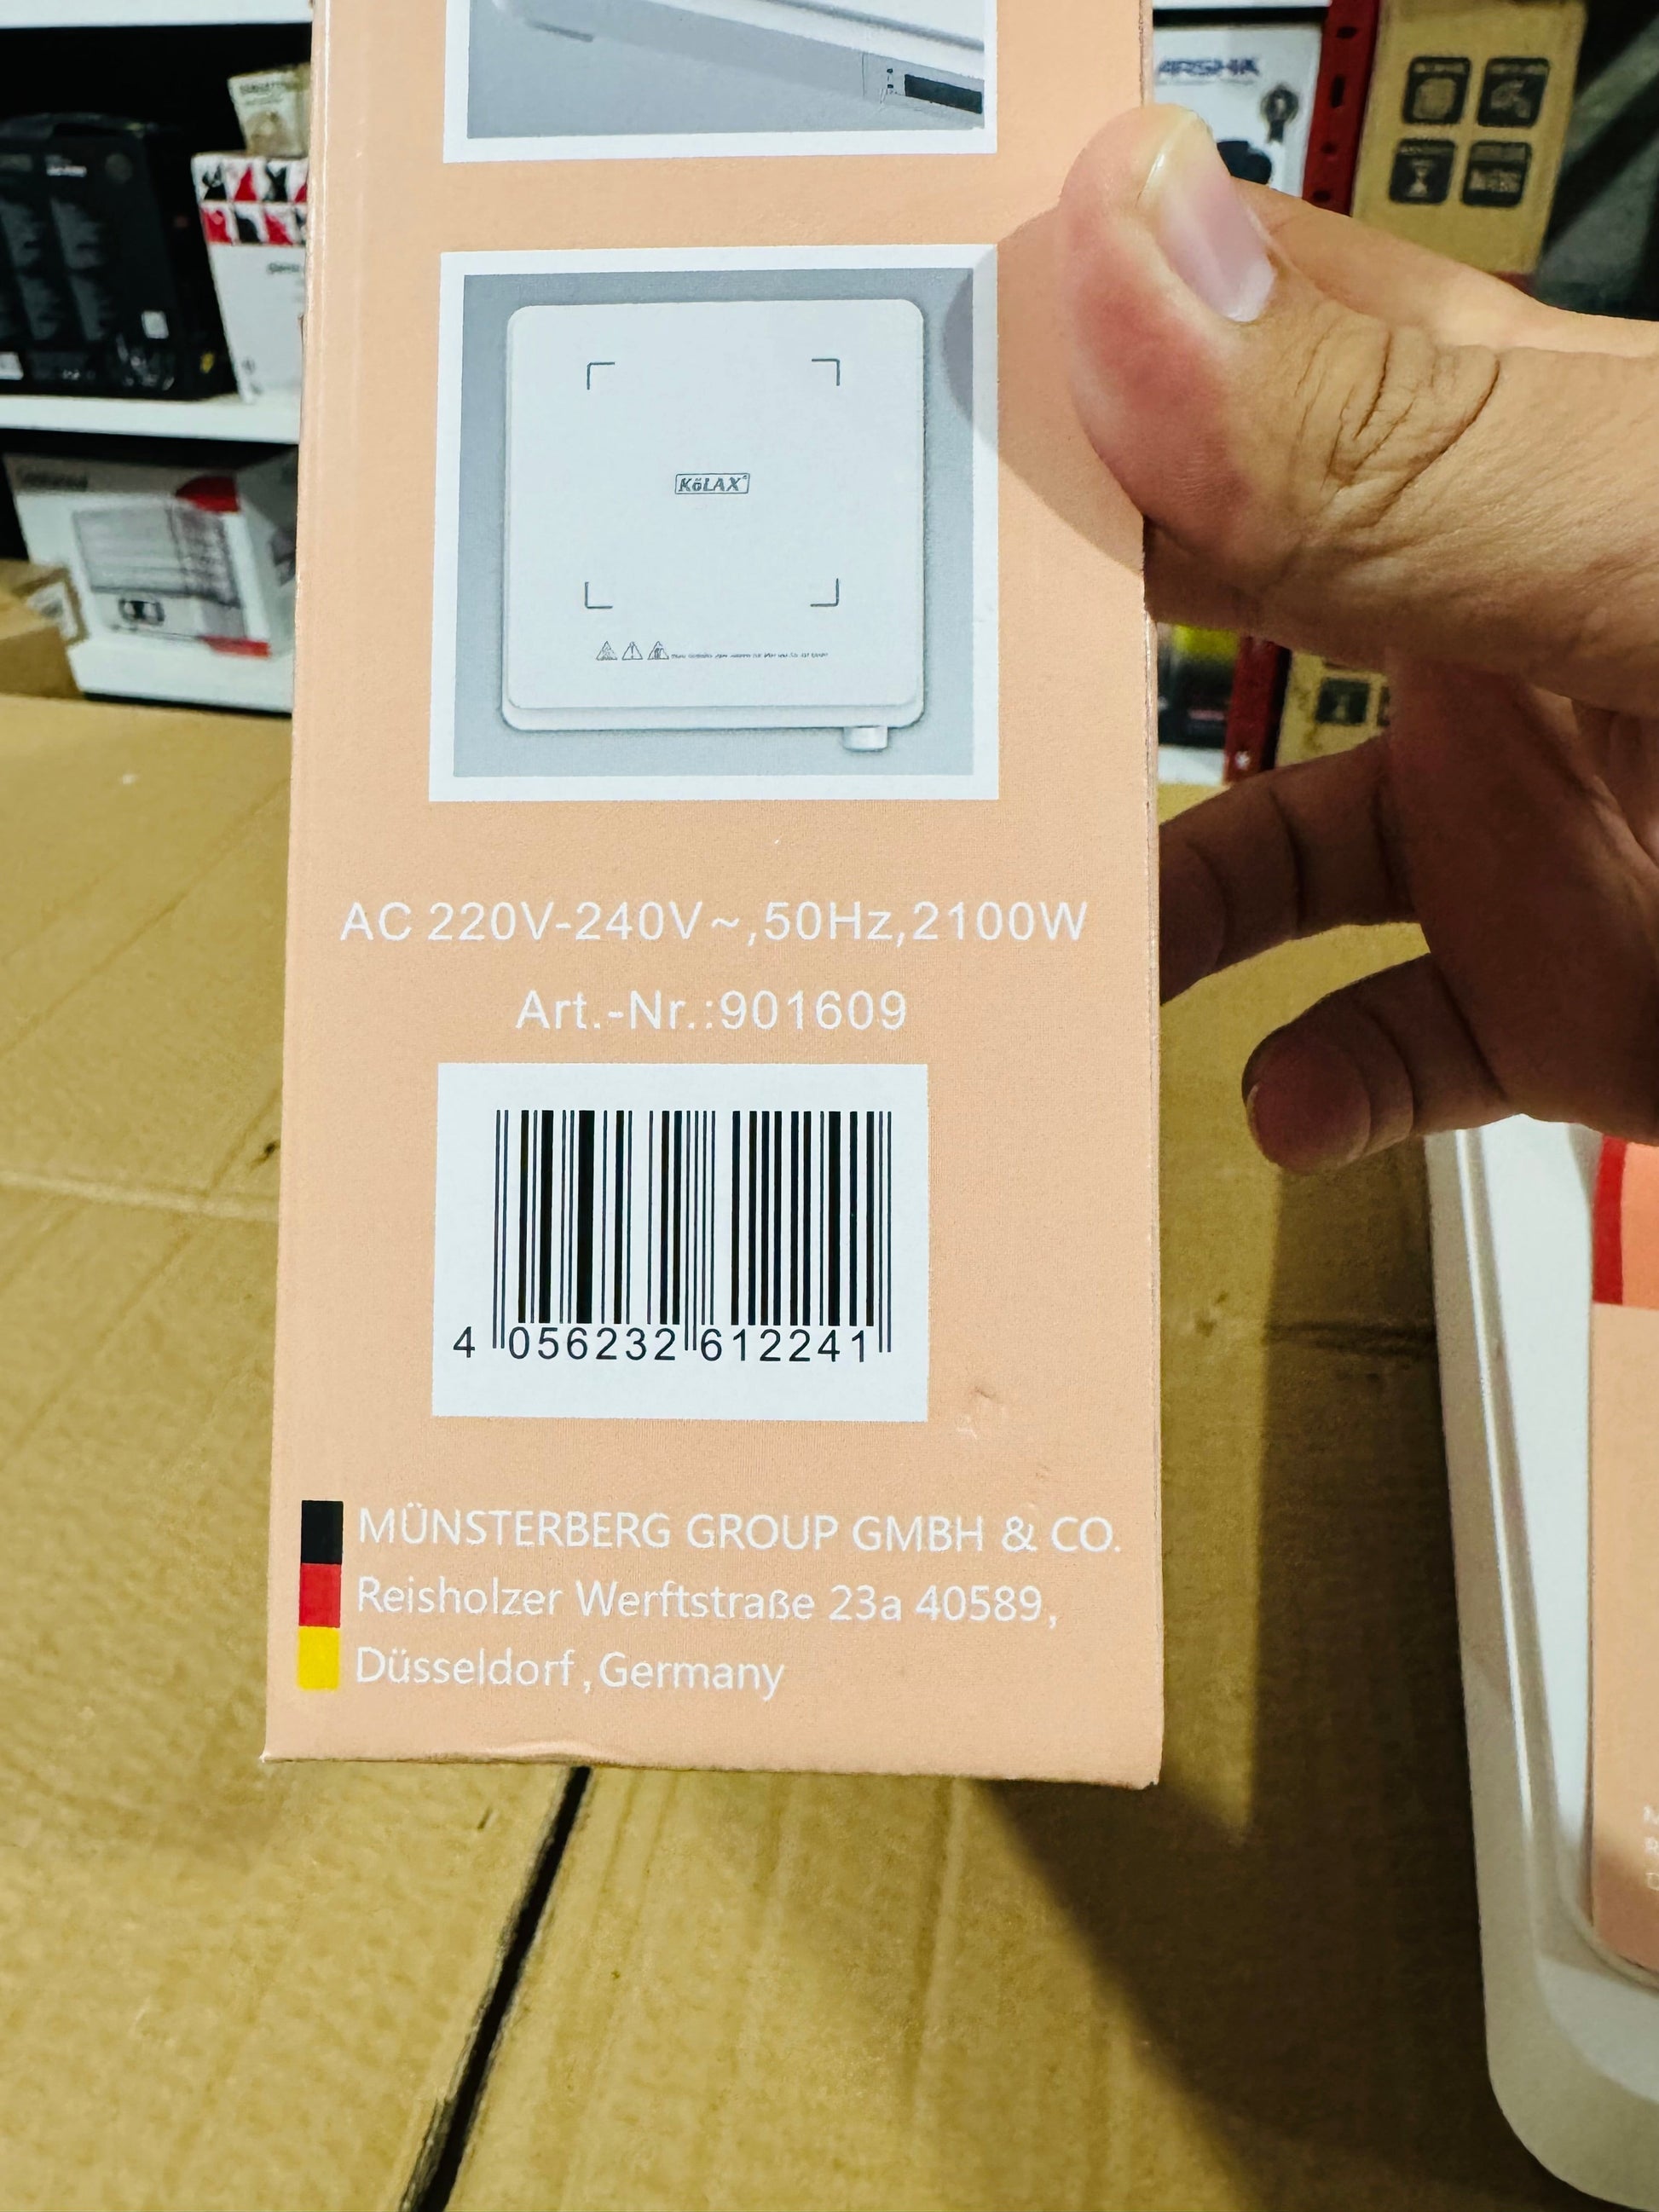 ARSHIA
KöLAX
AC 220V-240V~,50Hz,2100W
Art.-Nr.:901609
4 056232 612241
MÜNSTERBERG GROUP GMBH & CO.
Reisholzer Werftstraße 23a 40589,
Düsseldorf,Germany